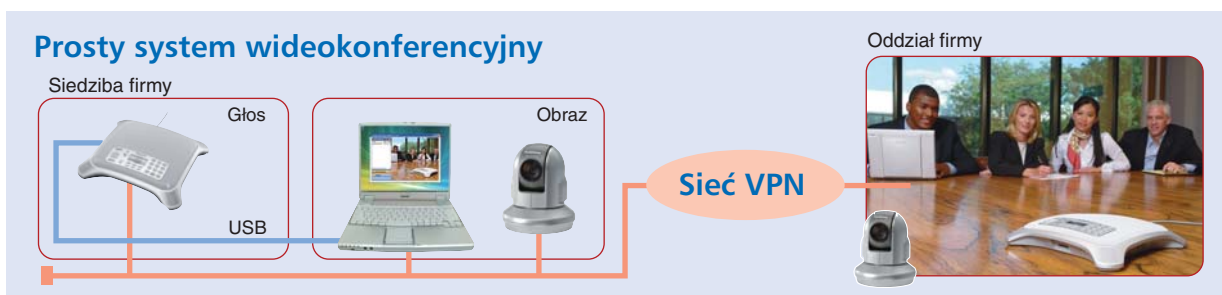 Prosty system wideokonferencyjny
Oddział firmy
Siedziba firmy
Głos
Obraz
Sieć VPN
USB